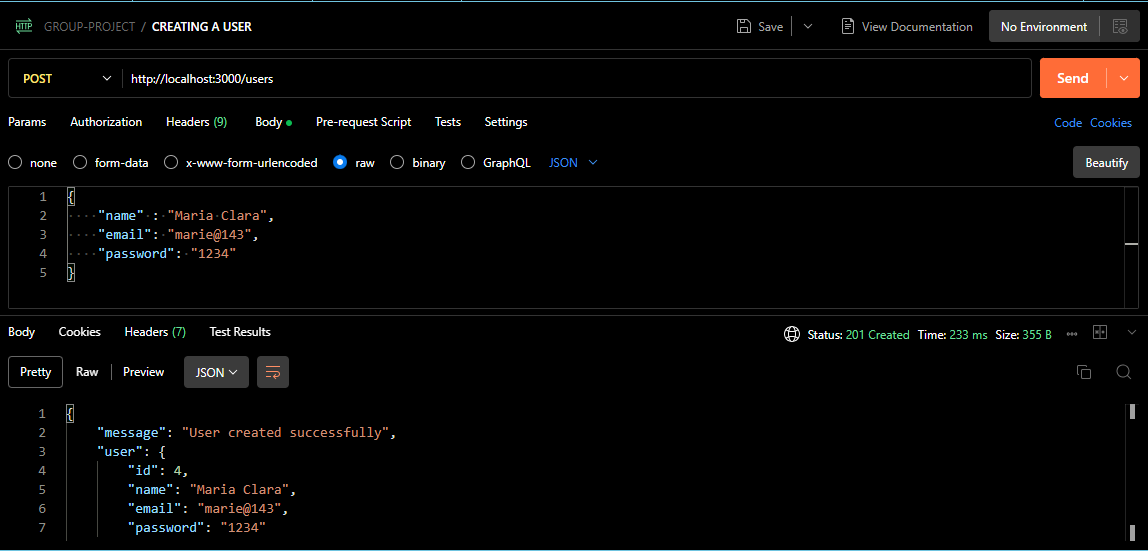 HTTP GROUP-PROJECT / CREATING A USER Save View Documentation No Environment
POST http://localhost:3000/users Send
Params Authorization Headers (9) Body Pre-request Script Tests Settings Code Cookies
none form-data x-www-form-urlencoded raw binary GraphQL JSON Beautify
1 {
2 "name" : "Maria Clara",
3 "email": "marie@143",
4 "password": "1234"
5 }
Body Cookies Headers (7) Test Results Status: 201 Created Time: 233 ms Size: 355 B
Pretty Raw Preview JSON
1 {
2 "message": "User created successfully",
3 "user": {
4 "id": 4,
5 "name": "Maria Clara",
6 "email": "marie@143",
7 "password": "1234"